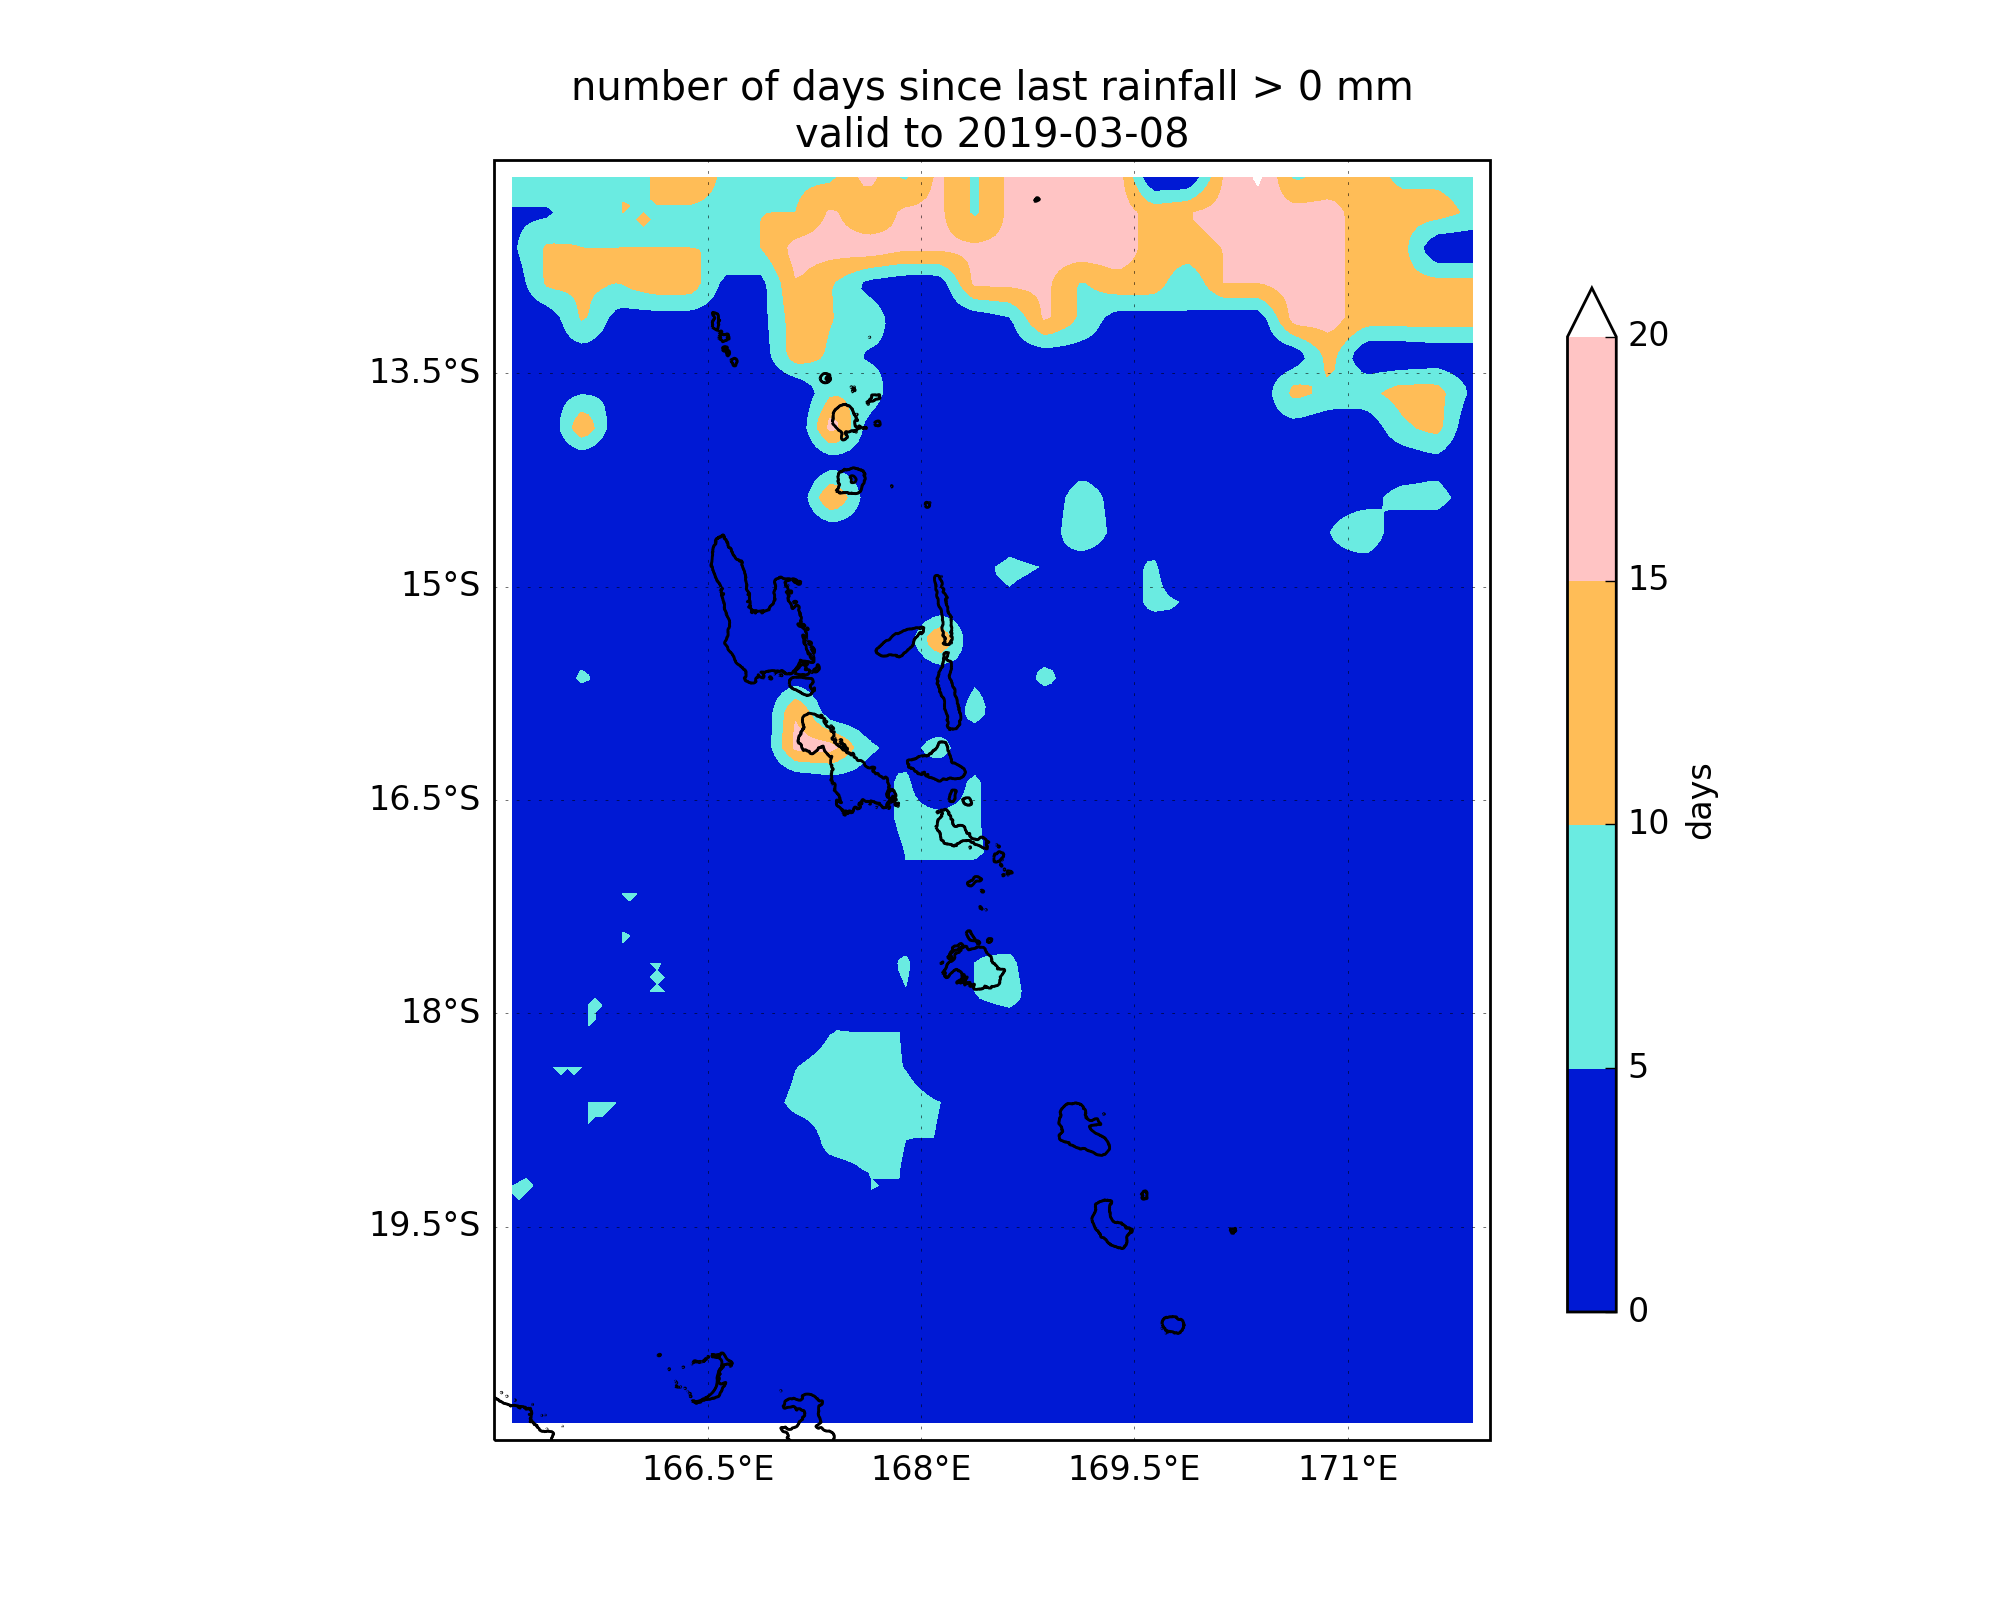 number of days since last rainfall > 0 mm
valid to 2019-03-08
13.5°S
15°S
16.5°S
18°S
19.5°S
166.5°E
168°E
169.5°E
171°E
20
15
10
5
0
days